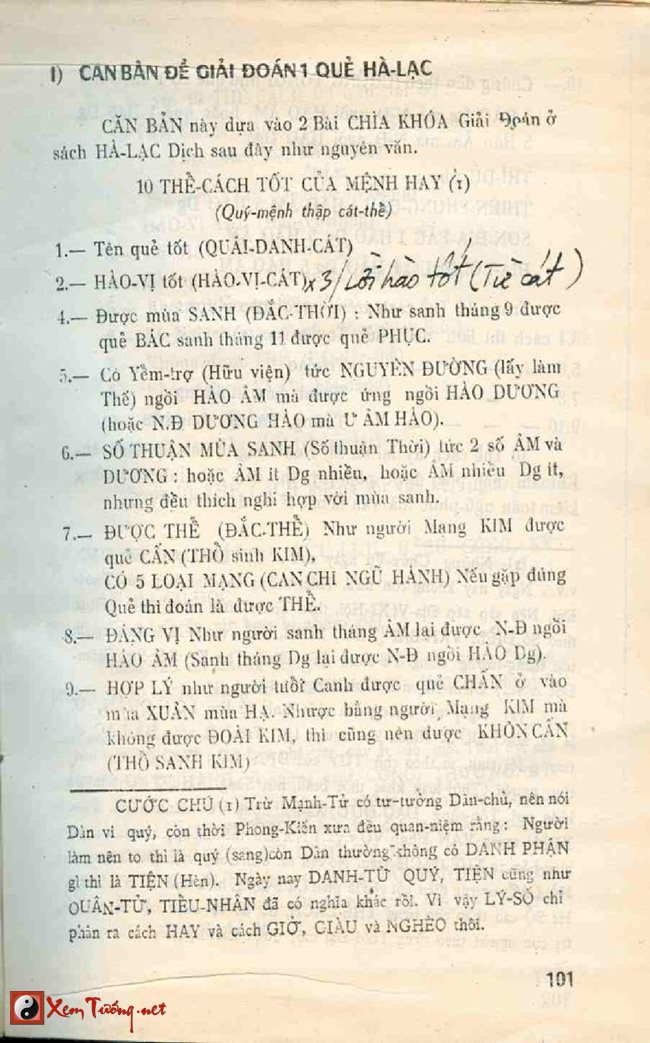 I) CĂN BẢN ĐỂ GIẢI ĐOÁN 1 QUẺ HÀ-LẠC
CĂN BẢN này dựa vào 2 Bài CHÌA KHÓA Giải Đoán ở
sách HÀ-LẠC Dịch sau đây như nguyên văn.
10 THỂ-CÁCH TỐT CỦA MỆNH HAY (1)
(Quý-mệnh thập cát-thể)
1.— Tên quẻ tốt (QUÁI-DANH-CÁT)
2.— HÀO-VỊ tốt (HÀO-VỊ-CÁT) x 3/ Lời hào tốt (Từ cát)
4.— Được mùa SANH (ĐẮC-THỜI) : Như sanh tháng 9 được
quẻ BÁC sanh tháng 11 được quẻ PHỤC.
5.— Có Yểm-trợ (Hữu viện) tức NGUYÊN ĐƯỜNG (lấy làm
Thế) ngồi HÀO ÂM mà được ứng ngồi HÀO DƯƠNG
(hoặc N.Đ DƯƠNG HÀO mà Ư ÂM HÀO).
6.— SỐ THUẬN MÙA SANH (Số thuận Thời) tức 2 số ÂM và
DƯƠNG : hoặc ÂM ít Dg nhiều, hoặc ÂM nhiều Dg ít,
nhưng đều thích nghi hợp với mùa sanh.
7.— ĐƯỢC THỂ (ĐẮC-THỂ) Như người Mạng KIM được
quẻ CẤN (THỔ sinh KIM),
CÓ 5 LOẠI MẠNG (CAN CHI NGŨ HÀNH) Nếu gặp đúng
Quẻ thì đoán là được THỂ.
8.— ĐÁNG VỊ Như người sanh tháng ÂM lại được N-Đ ngồi
HÀO ÂM (Sanh tháng Dg lại được N-Đ ngồi HÀO Dg).
9.— HỢP LÝ như người tuổi Canh được quẻ CHẤN ở vào
mùa XUÂN mùa HẠ. Nhược bằng người Mạng KIM mà
không được ĐOÀI KIM, thì cũng nên được KHÔN CẤN
(THỔ SANH KIM)
CƯỚC CHÚ (1) Trừ Mạnh-Tử có tư-tưởng Dân-chủ, nên nói
Dân vi quý, còn thời Phong-Kiến xưa đều quan-niệm rằng : Người
làm nên to thì là quý (sang)còn Dân thường không có DANH PHẬN
gì thì là TIỆN (Hèn). Ngày nay DANH-TỪ QUÝ, TIỆN cũng như
QUÂN-TỬ, TIỂU-NHÂN đã có nghĩa khác rồi. Vì vậy LÝ-SỐ chỉ
phân ra cách HAY và cách GIỞ, GIÀU và NGHÈO thôi.
101
XemTướng.net